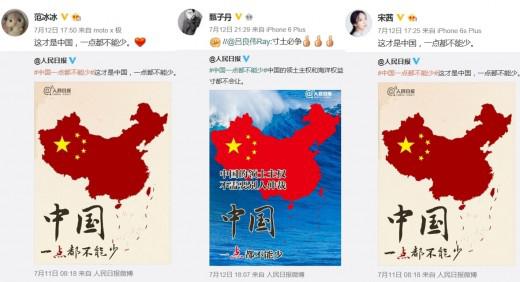 范冰冰
7月12日 17:50 来自 moto x 极
这才是中国,一点都不能少。
@人民日报
#中国一点都不能少#这才是中国,一点都不能少。
@人民日报
中国
一点都不能少
7月11日 08:18 来自 人民日报微博
甄子丹
7月12日 21:29 来自 iPhone 6 Plus
//@吕良伟Ray:寸土必争
@人民日报
#中国一点都不能少#中国的领土主权和海洋权益
寸都不会让。
@人民日报
中国的领土主权
不需要别人仲裁
中国
一点都不能少
7月12日 18:07 来自 人民日报微博
宋茜
7月12日 17:25 来自 iPhone 6s Plus
这才是中国,一点都不能少。
@人民日报
#中国一点都不能少#这才是中国,一点都不能少。
@人民日报
中国
一点都不能少
7月11日 08:18 来自 人民日报微博